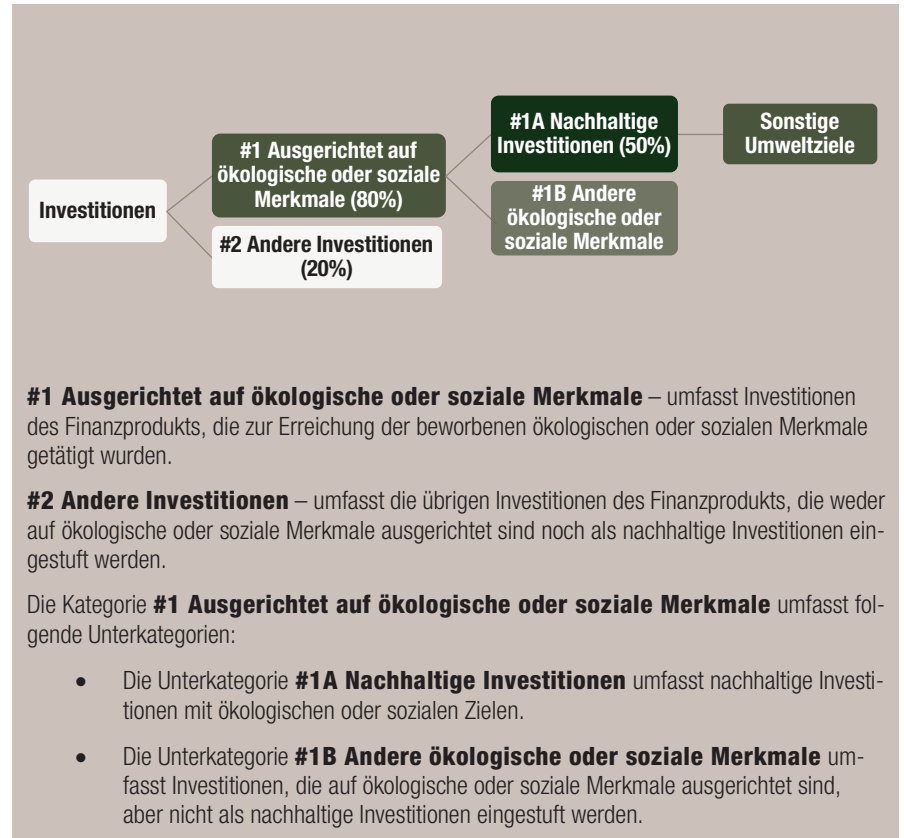 Investitionen
#1 Ausgerichtet auf
ökologische oder soziale
Merkmale (80%)
#2 Andere Investitionen
(20%)
#1A Nachhaltige
Investitionen (50%)
#1B Andere
ökologische oder
soziale Merkmale
Sonstige
Umweltziele
#1 Ausgerichtet auf ökologische oder soziale Merkmale – umfasst Investitionen
des Finanzprodukts, die zur Erreichung der beworbenen ökologischen oder sozialen Merkmale
getätigt wurden.
#2 Andere Investitionen – umfasst die übrigen Investitionen des Finanzprodukts, die weder
auf ökologische oder soziale Merkmale ausgerichtet sind noch als nachhaltige Investitionen ein-
gestuft werden.
Die Kategorie #1 Ausgerichtet auf ökologische oder soziale Merkmale umfasst fol-
gende Unterkategorien:
• Die Unterkategorie #1A Nachhaltige Investitionen umfasst nachhaltige Investi-
tionen mit ökologischen oder sozialen Zielen.
• Die Unterkategorie #1B Andere ökologische oder soziale Merkmale um-
fasst Investitionen, die auf ökologische oder soziale Merkmale ausgerichtet sind,
aber nicht als nachhaltige Investitionen eingestuft werden.